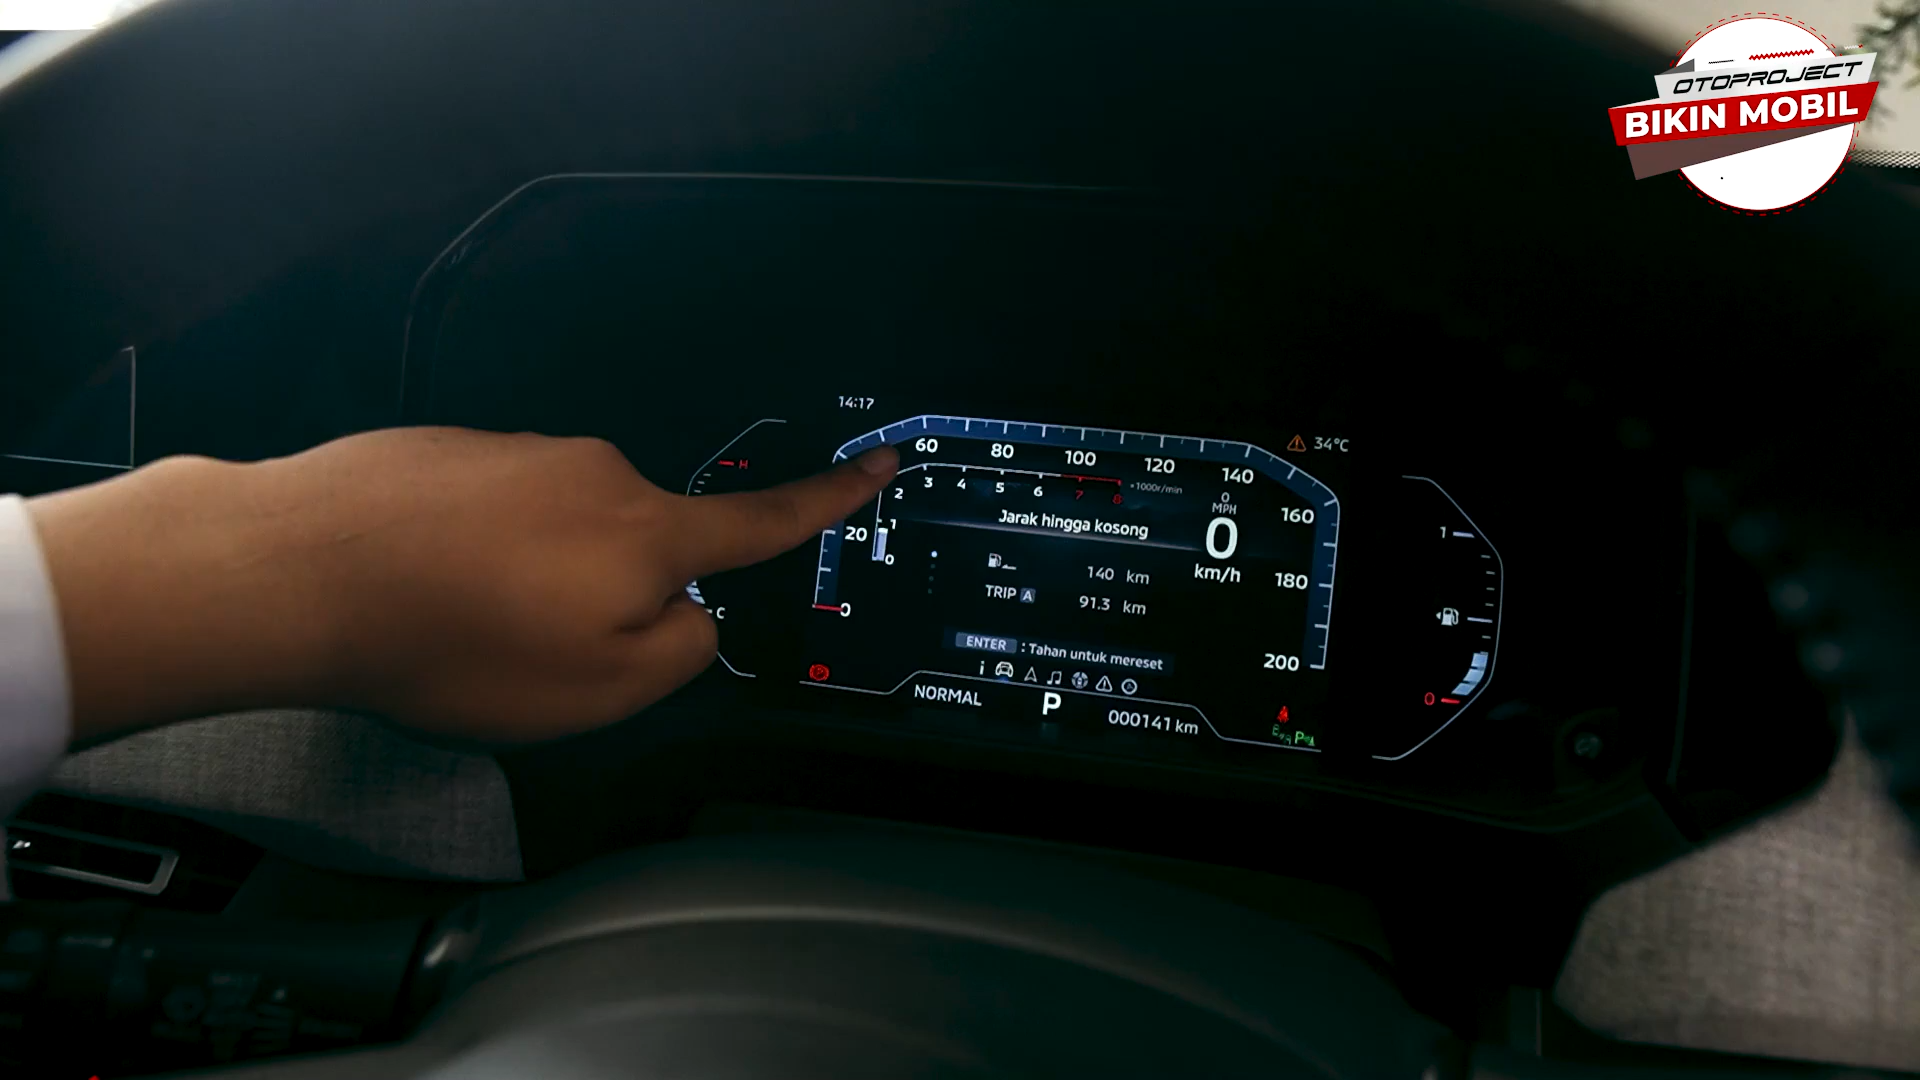 OTOPROJECT
BIKIN MOBIL
14:17
34°C
H
C
60
80
100
120
140
160
180
200
20
0
0
1
2
3
4
5
6
7
8
×1000r/min
0
MPH
0
km/h
Jarak hingga kosong
140 km
TRIP A
91.3 km
ENTER : Tahan untuk mereset
NORMAL
P
000141 km
1
0